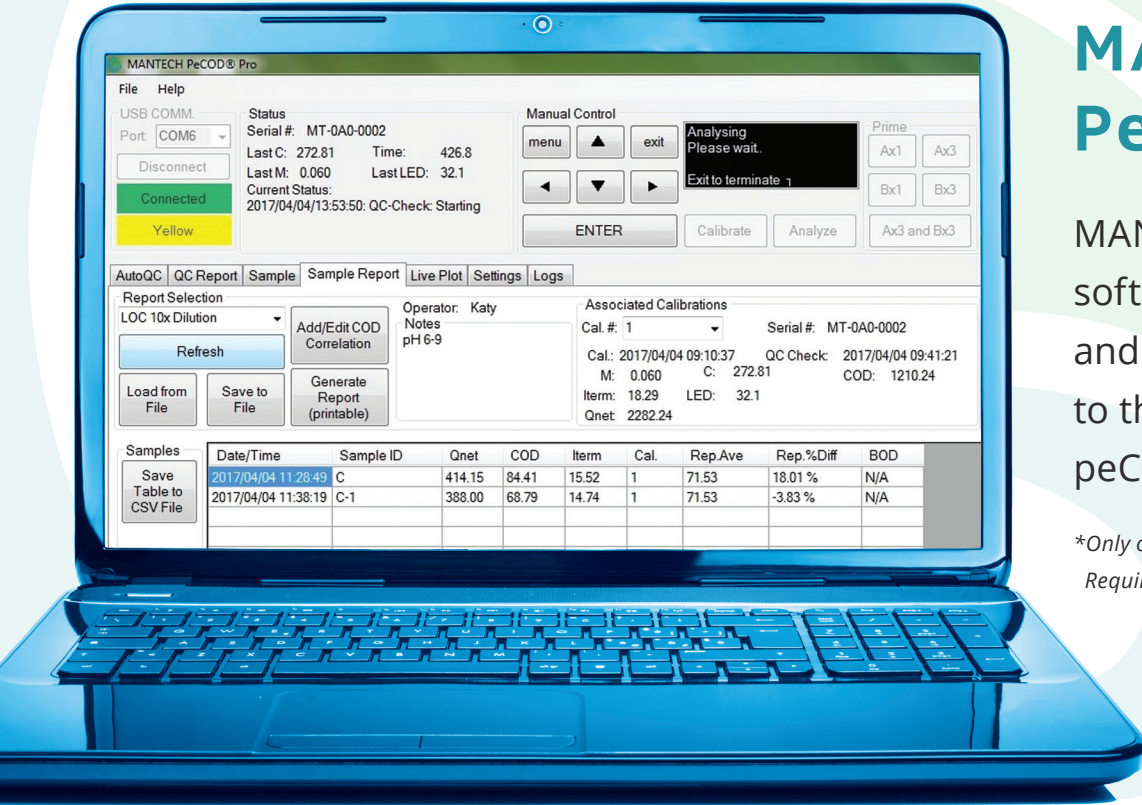 MANTECH PeCOD® Pro
File Help
USB COMM.
Port: COM6
Disconnect
Connected
Yellow
Status
Serial #: MT-0A0-0002
Last C: 272.81 Time: 426.8
Last M: 0.060 Last LED: 32.1
Current Status:
2017/04/04/13:53:50: QC-Check: Starting
Manual Control
menu ▲ exit
◄ ▼ ►
ENTER
Analysing
Please wait..
Exit to terminate
Calibrate Analyze
Prime
Ax1 Ax3
Bx1 Bx3
Ax3 and Bx3
AutoQC QC Report Sample Sample Report Live Plot Settings Logs
Report Selection
LOC 10x Dilution
Refresh
Load from
File
Save to
File
Add/Edit COD
Correlation
Generate
Report
(printable)
Operator: Katy
Notes
pH 6-9
Associated Calibrations
Cal. #: 1 Serial #: MT-0A0-0002
Cal.: 2017/04/04 09:10:37 QC Check: 2017/04/04 09:41:21
M: 0.060 C: 272.81 COD: 1210.24
Iterm: 18.29 LED: 32.1
Qnet: 2282.24
Samples
Save
Table to
CSV File
Date/Time Sample ID Qnet COD Iterm Cal. Rep.Ave Rep.%Diff BOD
2017/04/04 11:28:49 C 414.15 84.41 15.52 1 71.53 18.01 % N/A
2017/04/04 11:38:19 C-1 388.00 68.79 14.74 1 71.53 -3.83 % N/A
MA
Pe
MAN
soft
and
to th
peC
*Only
Requi